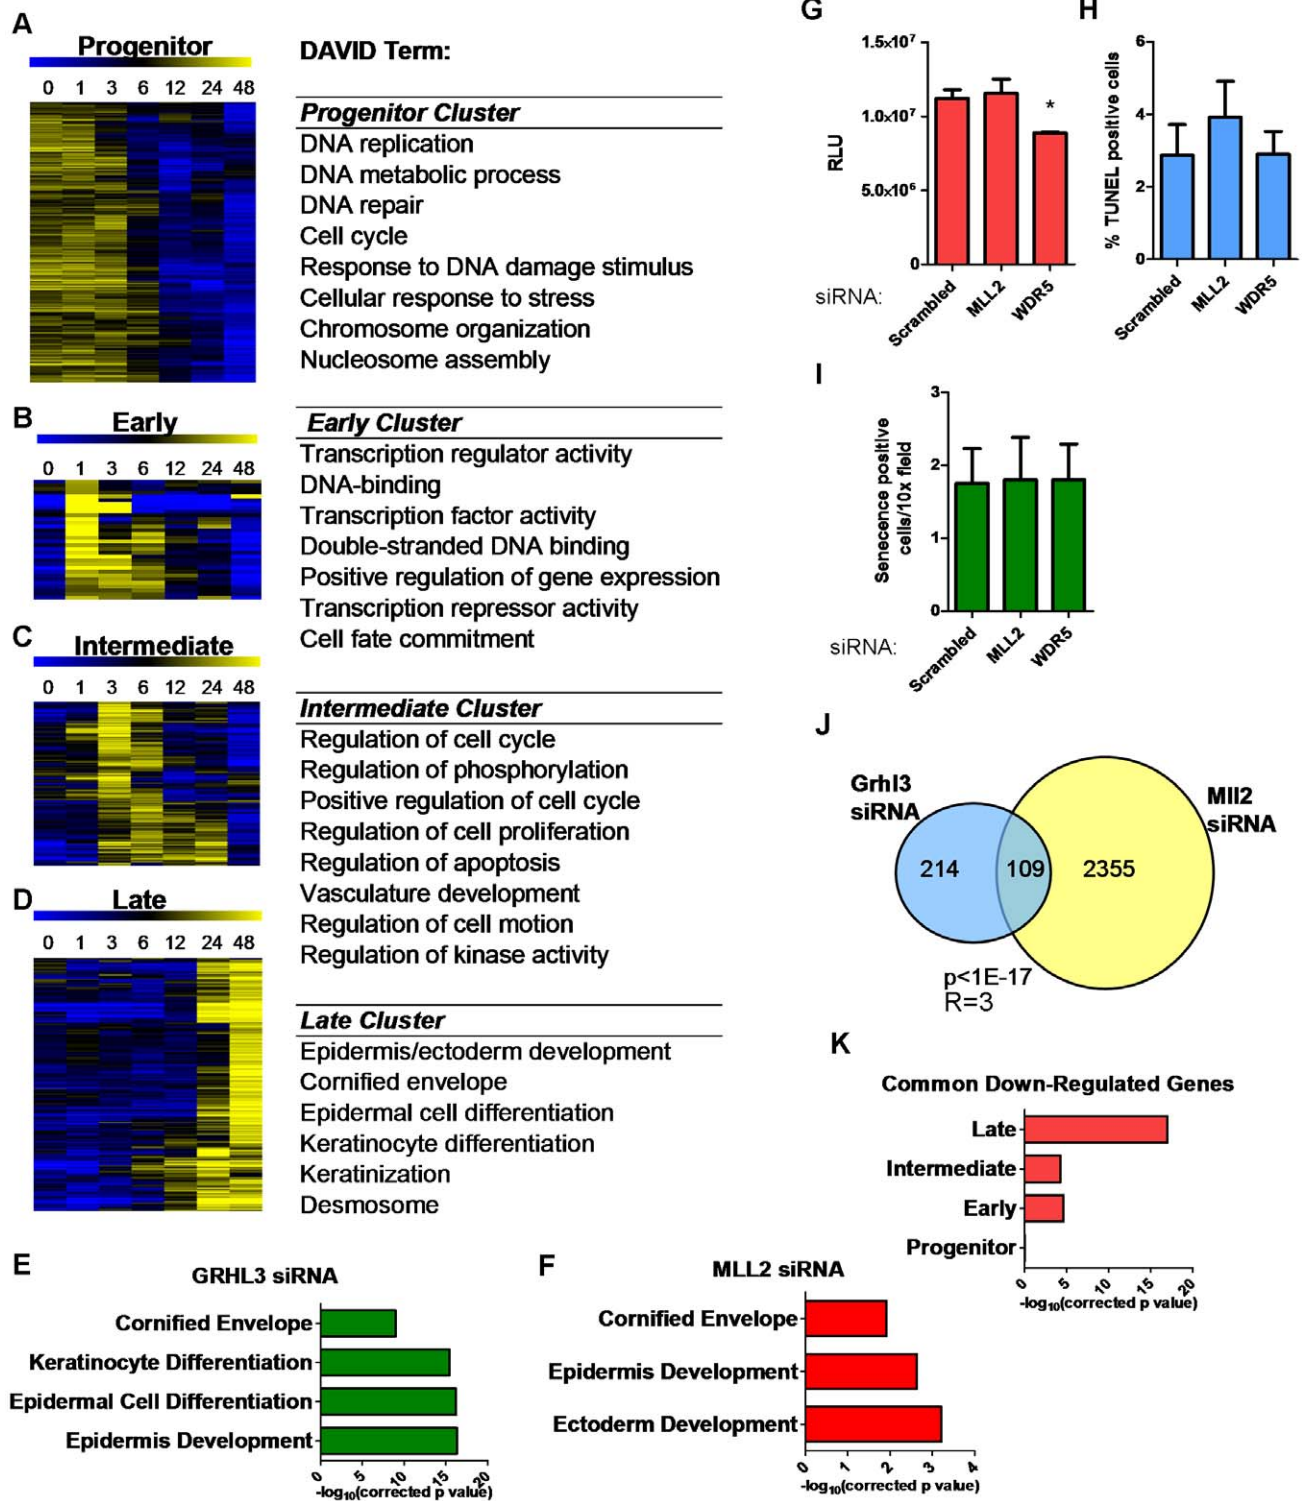 A
Progenitor
0 1 3 6 12 24 48
DAVID Term:
Progenitor Cluster
DNA replication
DNA metabolic process
DNA repair
Cell cycle
Response to DNA damage stimulus
Cellular response to stress
Chromosome organization
Nucleosome assembly
B
Early
0 1 3 6 12 24 48
Early Cluster
Transcription regulator activity
DNA-binding
Transcription factor activity
Double-stranded DNA binding
Positive regulation of gene expression
Transcription repressor activity
Cell fate commitment
C
Intermediate
0 1 3 6 12 24 48
Intermediate Cluster
Regulation of cell cycle
Regulation of phosphorylation
Positive regulation of cell cycle
Regulation of cell proliferation
Regulation of apoptosis
Vasculature development
Regulation of cell motion
Regulation of kinase activity
D
Late
0 1 3 6 12 24 48
Late Cluster
Epidermis/ectoderm development
Cornified envelope
Epidermal cell differentiation
Keratinocyte differentiation
Keratinization
Desmosome
E
GRHL3 siRNA
Cornified Envelope
Keratinocyte Differentiation
Epidermal Cell Differentiation
Epidermis Development
0 5 10 15 20
-log10(corrected p value)
F
MLL2 siRNA
Cornified Envelope
Epidermis Development
Ectoderm Development
0 1 2 3 4
-log10(corrected p value)
G
1.5x10^7
1.0x10^7
5.0x10^6
0
RLU
*
siRNA:
Scrambled
MLL2
WDR5
H
6
4
2
0
% TUNEL positive cells
Scrambled
MLL2
WDR5
I
3
2
1
0
Senecence positive
cells/10x field
siRNA:
Scrambled
MLL2
WDR5
J
Grhl3
siRNA
Mll2
siRNA
214 109 2355
p<1E-17
R=3
K
Common Down-Regulated Genes
Late
Intermediate
Early
Progenitor
0 5 10 15 20
-log10(corrected p value)